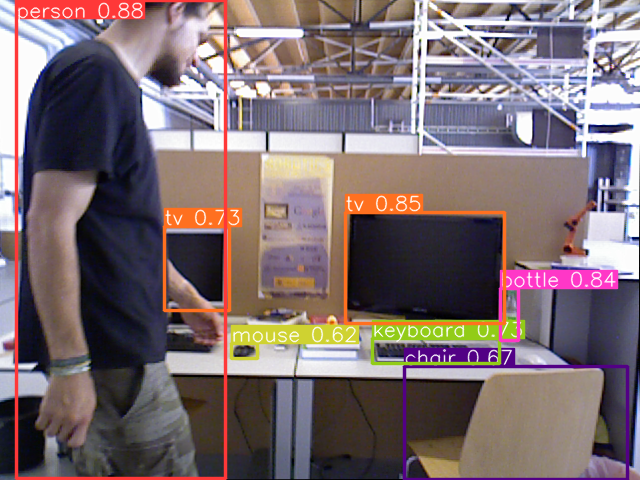 person 0.88
tv 0.73
tv 0.85
bottle 0.84
mouse 0.62
keyboard 0.73
chair 0.67